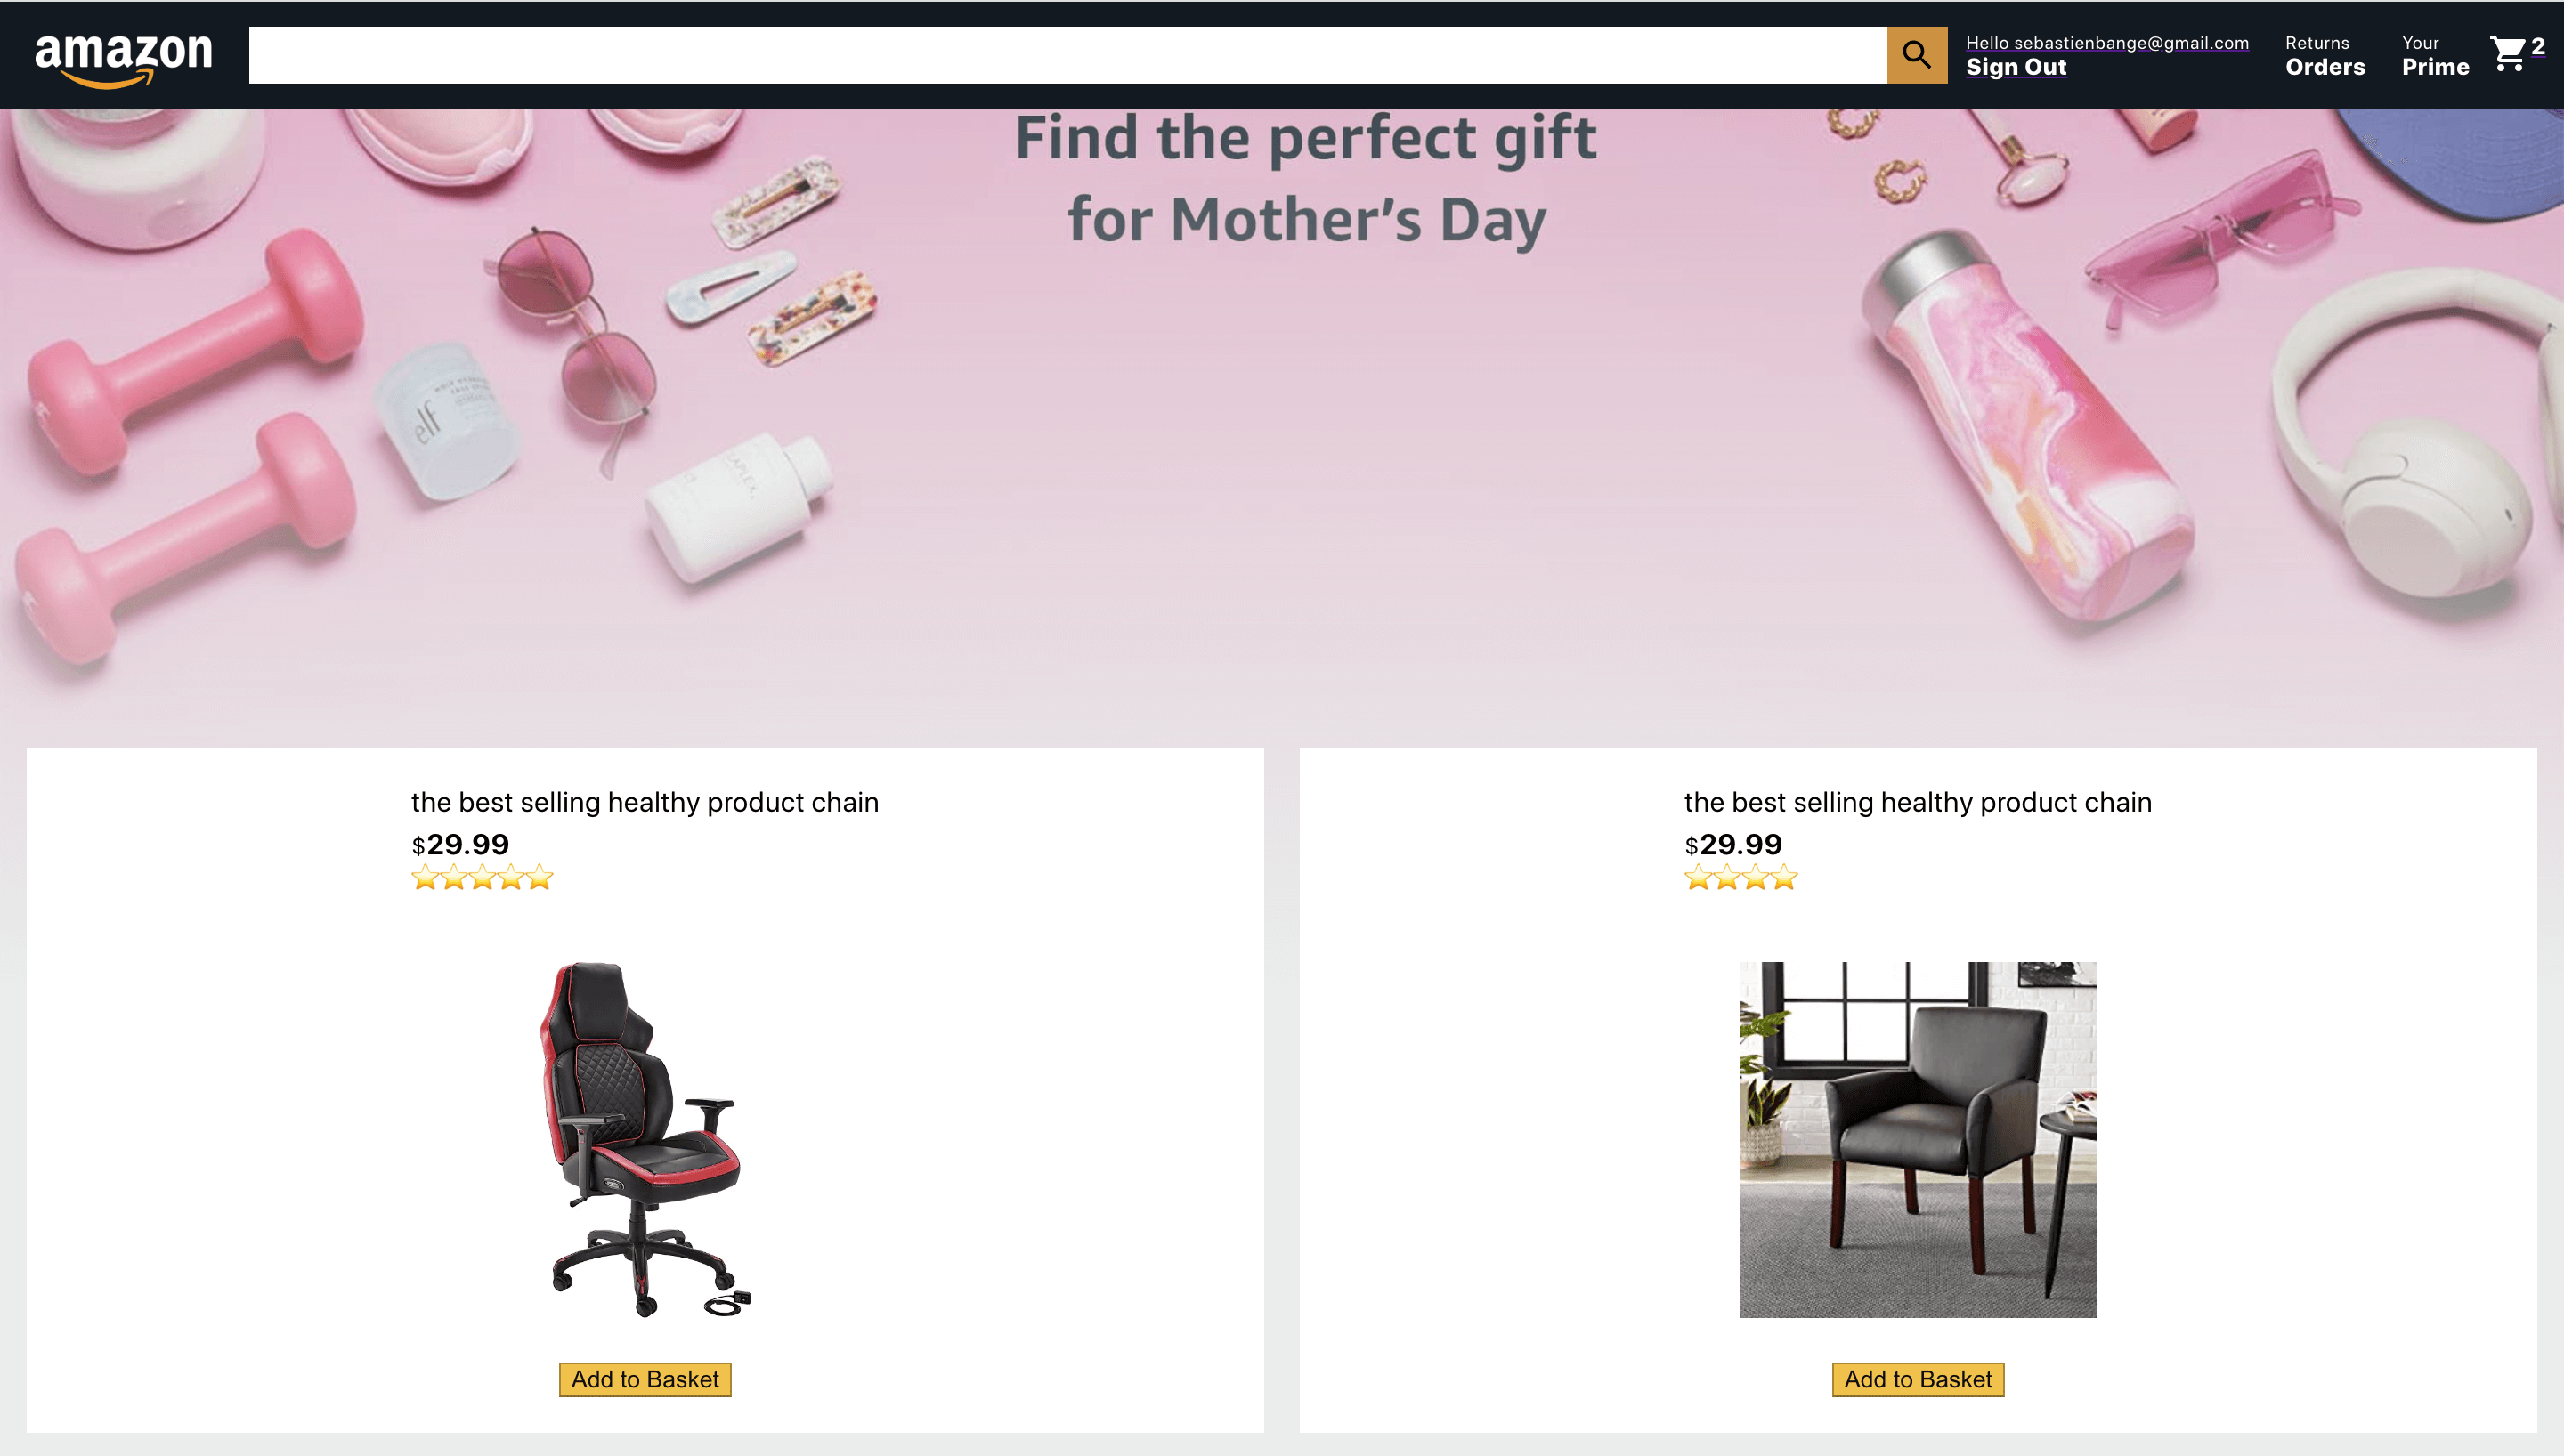 amazon
Hello sebastienbange@gmail.com
Sign Out
Returns
Orders
Your
Prime
2
Find the perfect gift
for Mother’s Day
elf
the best selling healthy product chain
$29.99
⭐⭐⭐⭐⭐
Add to Basket
the best selling healthy product chain
$29.99
⭐⭐⭐⭐
Add to Basket